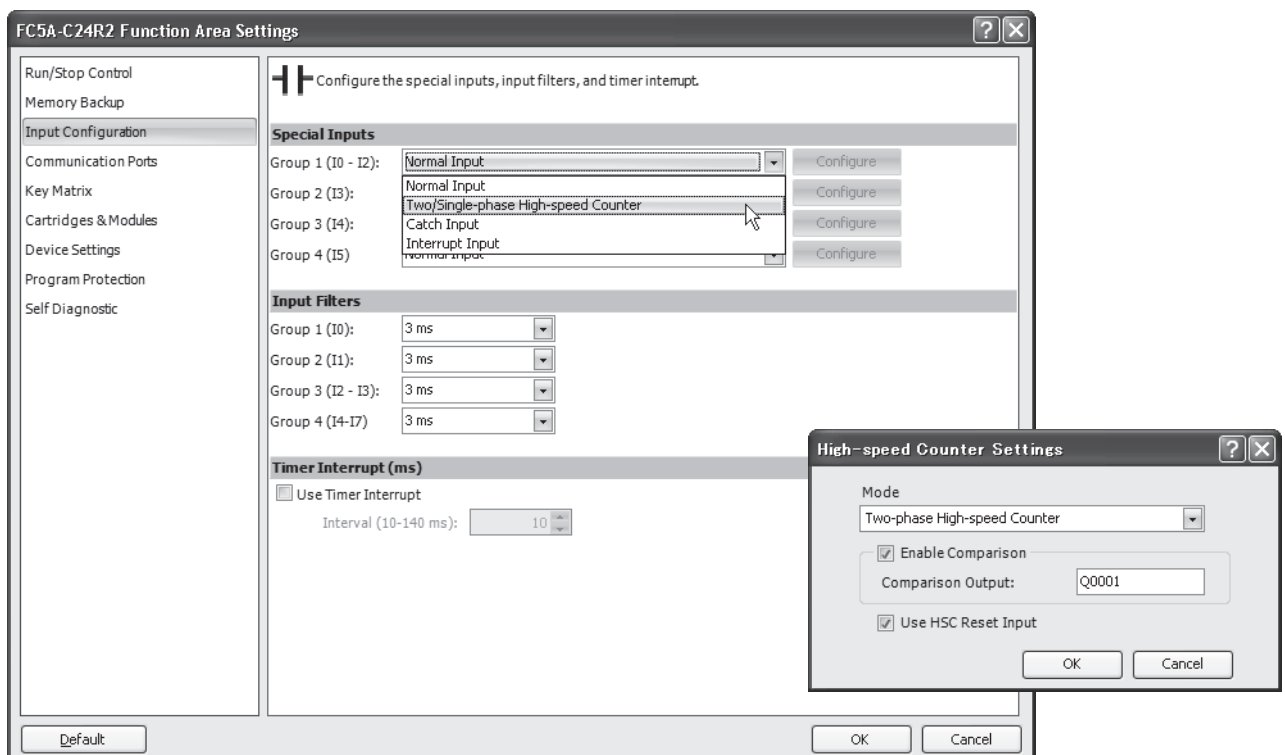 FC5A-C24R2 Function Area Settings
Run/Stop Control
Memory Backup
Input Configuration
Communication Ports
Key Matrix
Cartridges & Modules
Device Settings
Program Protection
Self Diagnostic
Configure the special inputs, input filters, and timer interrupt.
Special Inputs
Group 1 (I0 - I2): Normal Input Configure
Normal Input
Group 2 (I3): Configure
Two/Single-phase High-speed Counter
Group 3 (I4): Catch Input Configure
Interrupt Input
Group 4 (I5) Normal Input Configure
Input Filters
Group 1 (I0): 3 ms
Group 2 (I1): 3 ms
Group 3 (I2 - I3): 3 ms
Group 4 (I4-I7) 3 ms
Timer Interrupt (ms)
Use Timer Interrupt
Interval (10-140 ms): 10
Default
OK Cancel
High-speed Counter Settings
Mode
Two-phase High-speed Counter
Enable Comparison
Comparison Output: Q0001
Use HSC Reset Input
OK Cancel